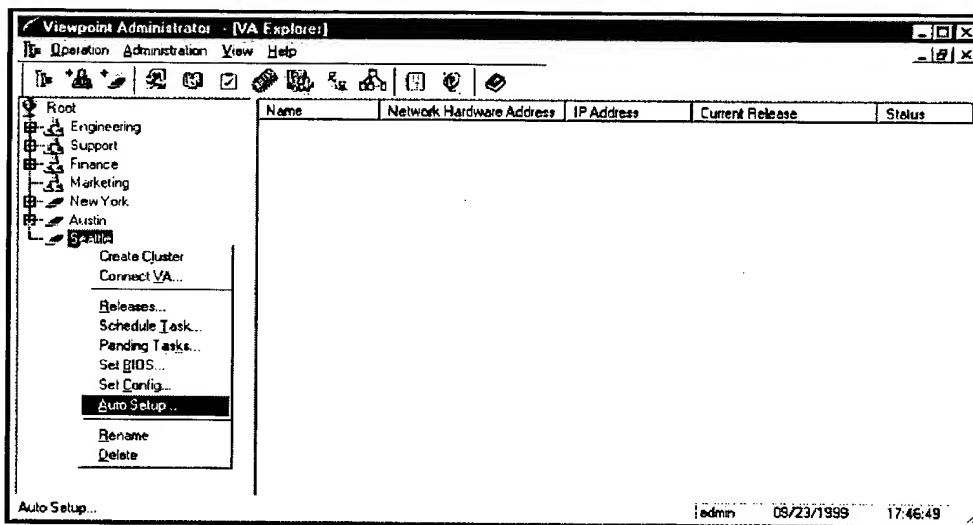 Viewpoint Administrator - [VA Explorer]
Operation Administration View Help
Root
Engineering
Support
Finance
Marketing
New York
Austin
Seattle
Name Network Hardware Address IP Address Current Release Status
Create Cluster
Connect VA...
Releases...
Schedule Task...
Pending Tasks...
Set BIOS...
Set Config...
Auto Setup...
Rename
Delete
Auto Setup... admin 09/23/1999 17:46:49